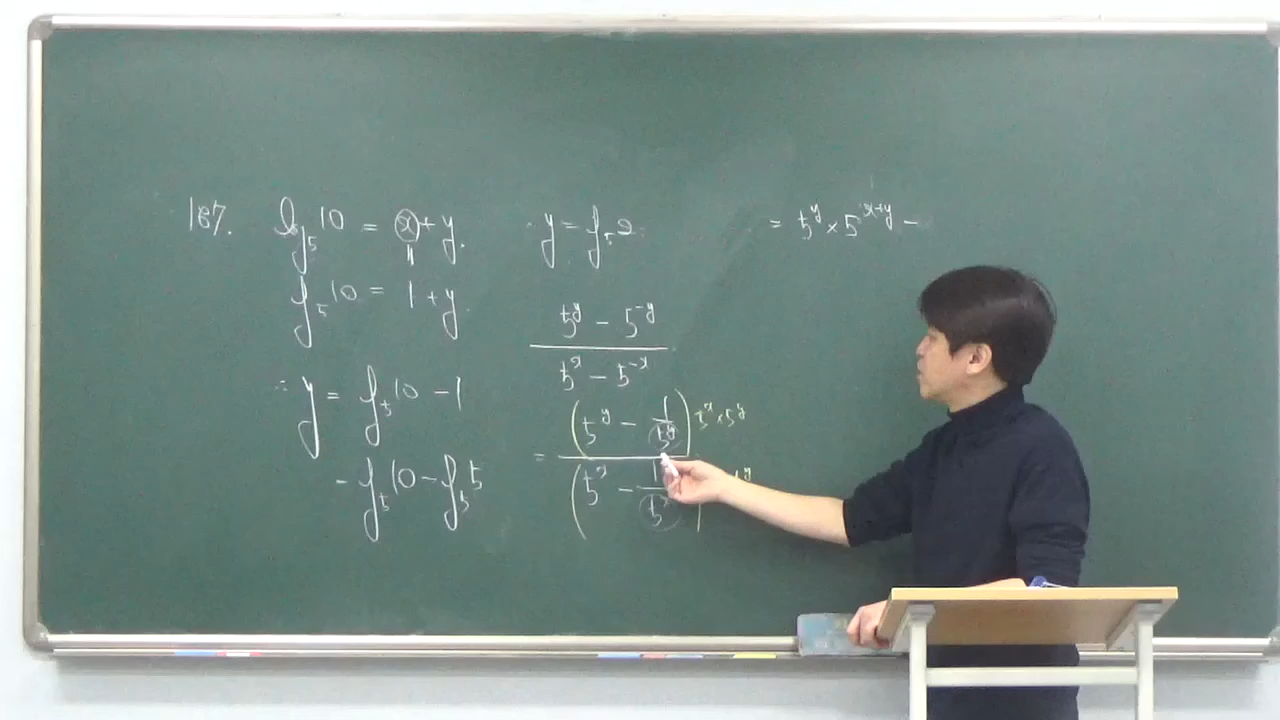 167. log₅10 = x + y.
∥
log₅10 = 1 + y
∴ y = log₅10 - 1
= log₅10 - log₅5
∴ y = log₅2
5^y - 5^-y
5^x - 5^-x
= (5^y - 1/5^y) 5^x × 5^y
(5^x - 1/5^x)
= 5^y × 5^x+y -